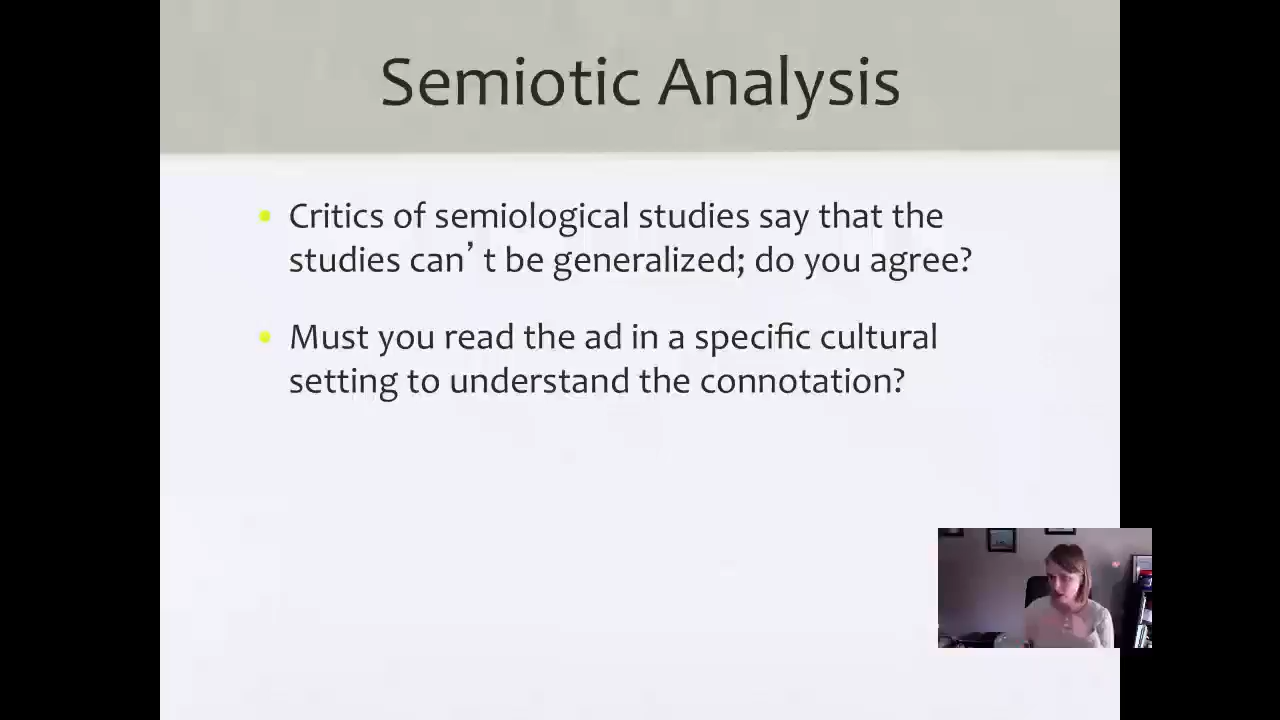 Semiotic Analysis
• Critics of semiological studies say that the
studies can’ t be generalized; do you agree?
• Must you read the ad in a specific cultural
setting to understand the connotation?